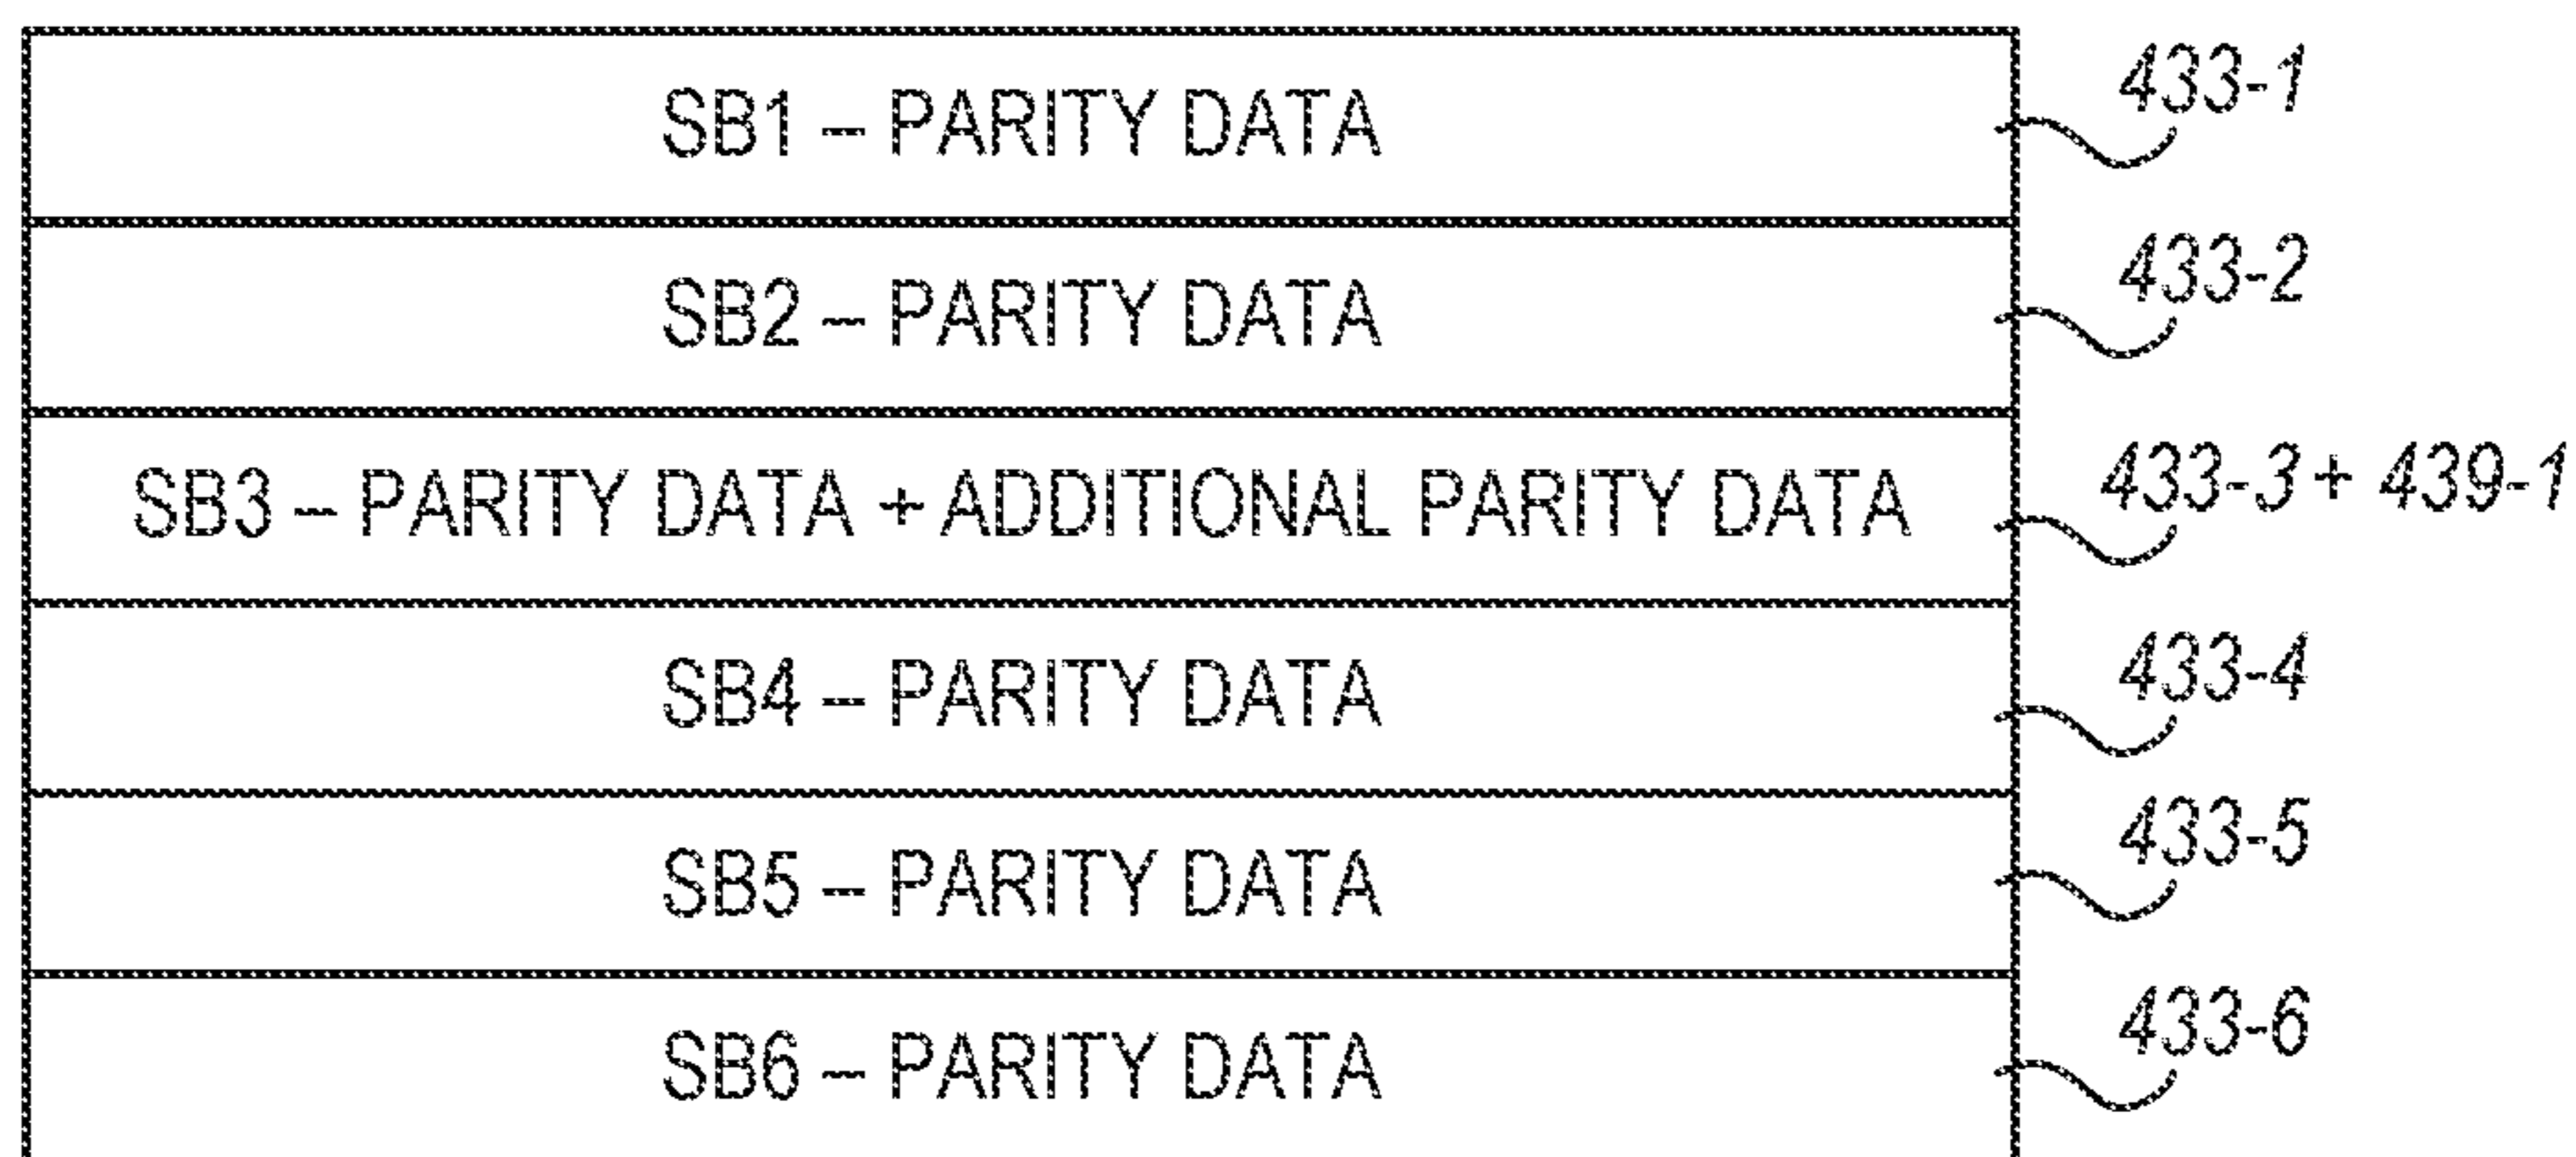 SB1 – PARITY DATA 433-1
SB2 – PARITY DATA 433-2
SB3 – PARITY DATA + ADDITIONAL PARITY DATA 433-3 + 439-1
SB4 – PARITY DATA 433-4
SB5 – PARITY DATA 433-5
SB6 – PARITY DATA 433-6